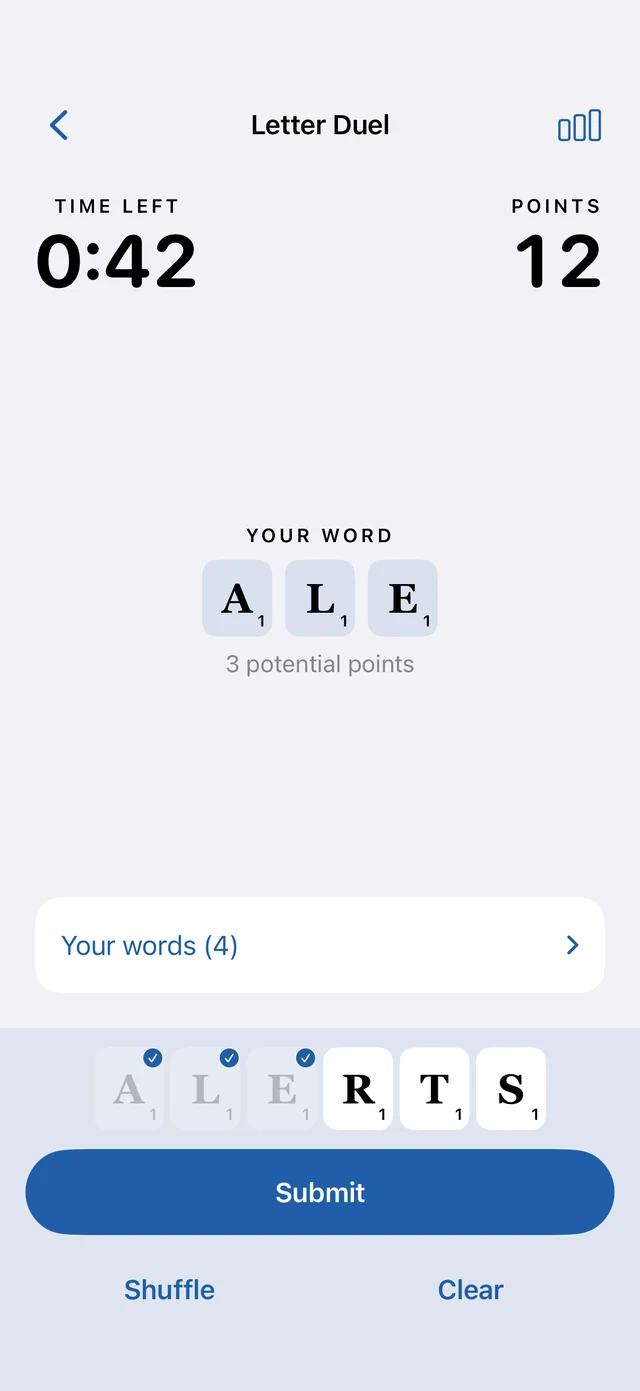 Letter Duel
TIME LEFT
POINTS
0:42
12
YOUR WORD
A1 L1 E1
3 potential points
Your words (4)
A1 L1 E1 R1 T1 S1
Submit
Shuffle
Clear